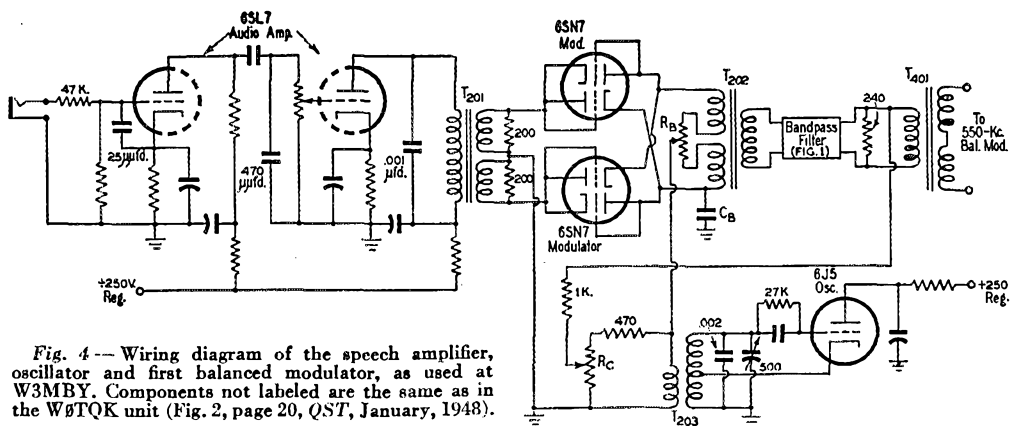 6SL7
Audio Amp.
47 K.
25μμfd.
470
μμfd.
.001
μfd.
+250V.
Reg.
T201
200
200
6SN7
Mod.
6SN7
Modulator
T202
RB
CB
Bandpass
Filter
(FIG. 1)
240
T401
To
550-Kc.
Bal. Mod.
1K.
470
RC
T203
.002
500
27K
6J5
Osc.
+250
Reg.
Fig. 4 — Wiring diagram of the speech amplifier,
oscillator and first balanced modulator, as used at
W3MBY. Components not labeled are the same as in
the WØTQK unit (Fig. 2, page 20, QST, January, 1948).